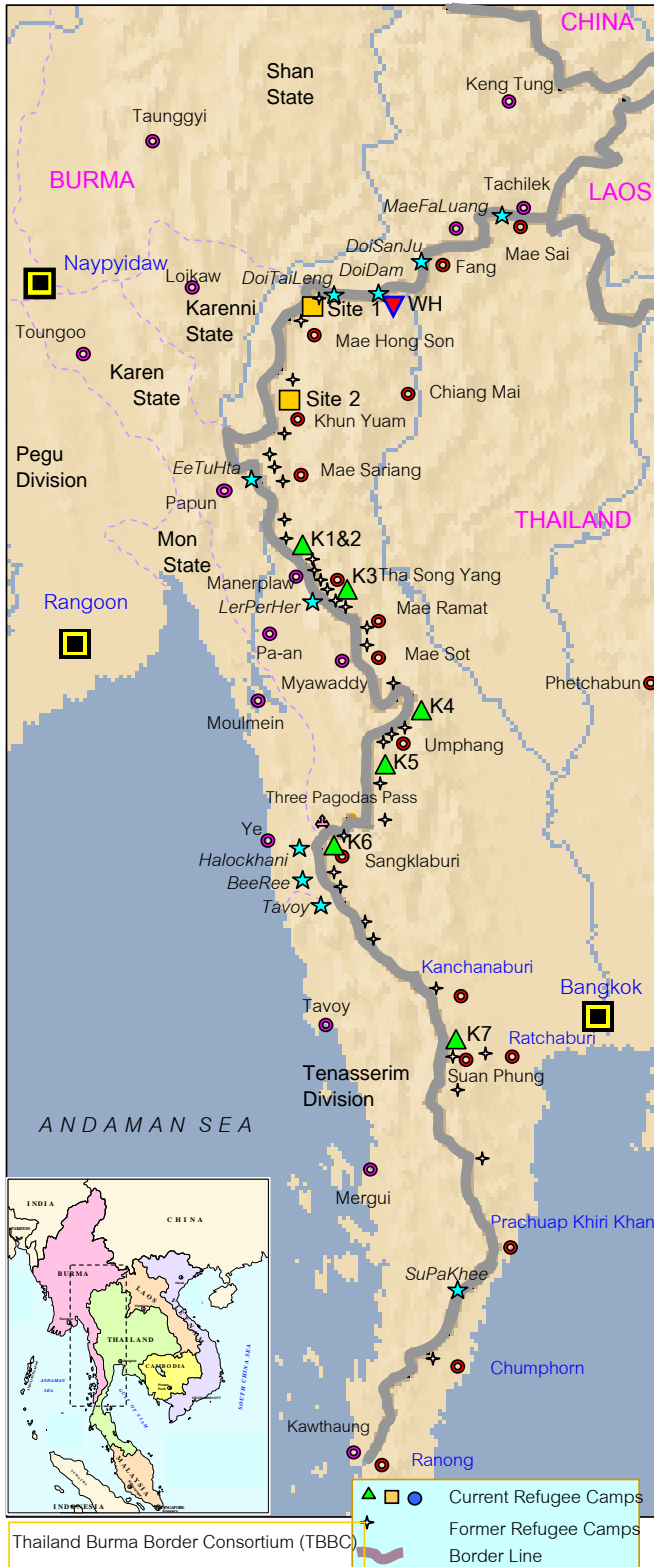 CHINA
Shan
State
Keng Tung
Taunggyi
BURMA
Tachilek
LAOS
MaeFaLuang
Mae Sai
DoiSanJu
Naypyidaw
Loikaw
DoiTaiLeng
DoiDam
Fang
Karenni
State
Site 1
WH
Toungoo
Mae Hong Son
Karen
State
Chiang Mai
Site 2
Khun Yuam
Pegu
Division
EeTuHta
Mae Sariang
Papun
THAILAND
Mon
State
K1&2
Manerplaw
K3
Tha Song Yang
Rangoon
LerPerHer
Mae Ramat
Pa-an
Mae Sot
Myawaddy
Phetchabun
Moulmein
K4
Umphang
K5
Three Pagodas Pass
Ye
K6
Halockhani
Sangklaburi
BeeRee
Tavoy
Kanchanaburi
Bangkok
Tavoy
K7
Ratchaburi
Suan Phung
Tenasserim
Division
ANDAMAN SEA
Mergui
Prachuap Khiri Khan
SuPaKhee
Chumphorn
Kawthaung
Ranong
INDIA
CHINA
BURMA
LAOS
THAILAND
CAMBODIA
ANDAMAN
SEA
GULF OF SIAM
SOUTH CHINA SEA
MALAYSIA
SINGAPORE
INDONESIA
Current Refugee Camps
Former Refugee Camps
Border Line
Thailand Burma Border Consortium (TBBC)